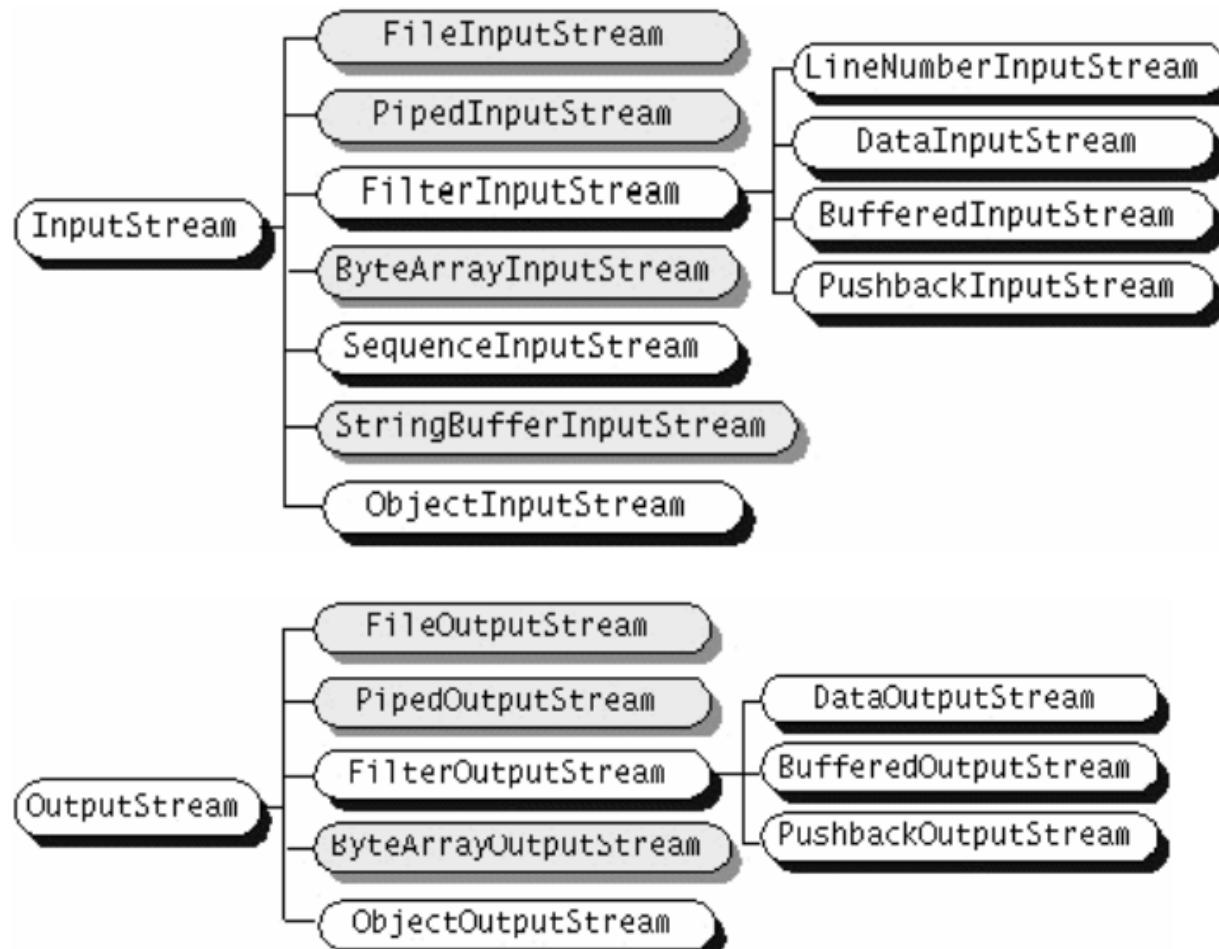 FileInputStream
PipedInputStream
FilterInputStream
InputStream
ByteArrayInputStream
SequenceInputStream
StringBufferInputStream
ObjectInputStream
LineNumberInputStream
DataInputStream
BufferedInputStream
PushbackInputStream
FileOutputStream
PipedOutputStream
FilterOutputStream
OutputStream
ByteArrayOutputStream
ObjectOutputStream
DataOutputStream
BufferedOutputStream
PushbackOutputStream